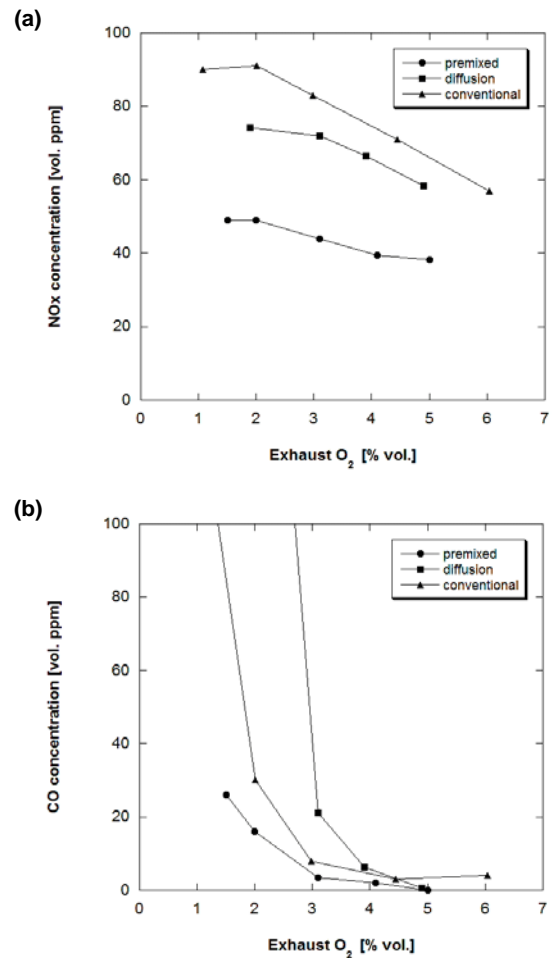 (a)
100
80
60
40
20
0
NOx concentration [vol. ppm]
premixed
diffusion
conventional
0 1 2 3 4 5 6 7
Exhaust O₂ [% vol.]
(b)
100
80
60
40
20
0
CO concentration [vol. ppm]
premixed
diffusion
conventional
0 1 2 3 4 5 6 7
Exhaust O₂ [% vol.]